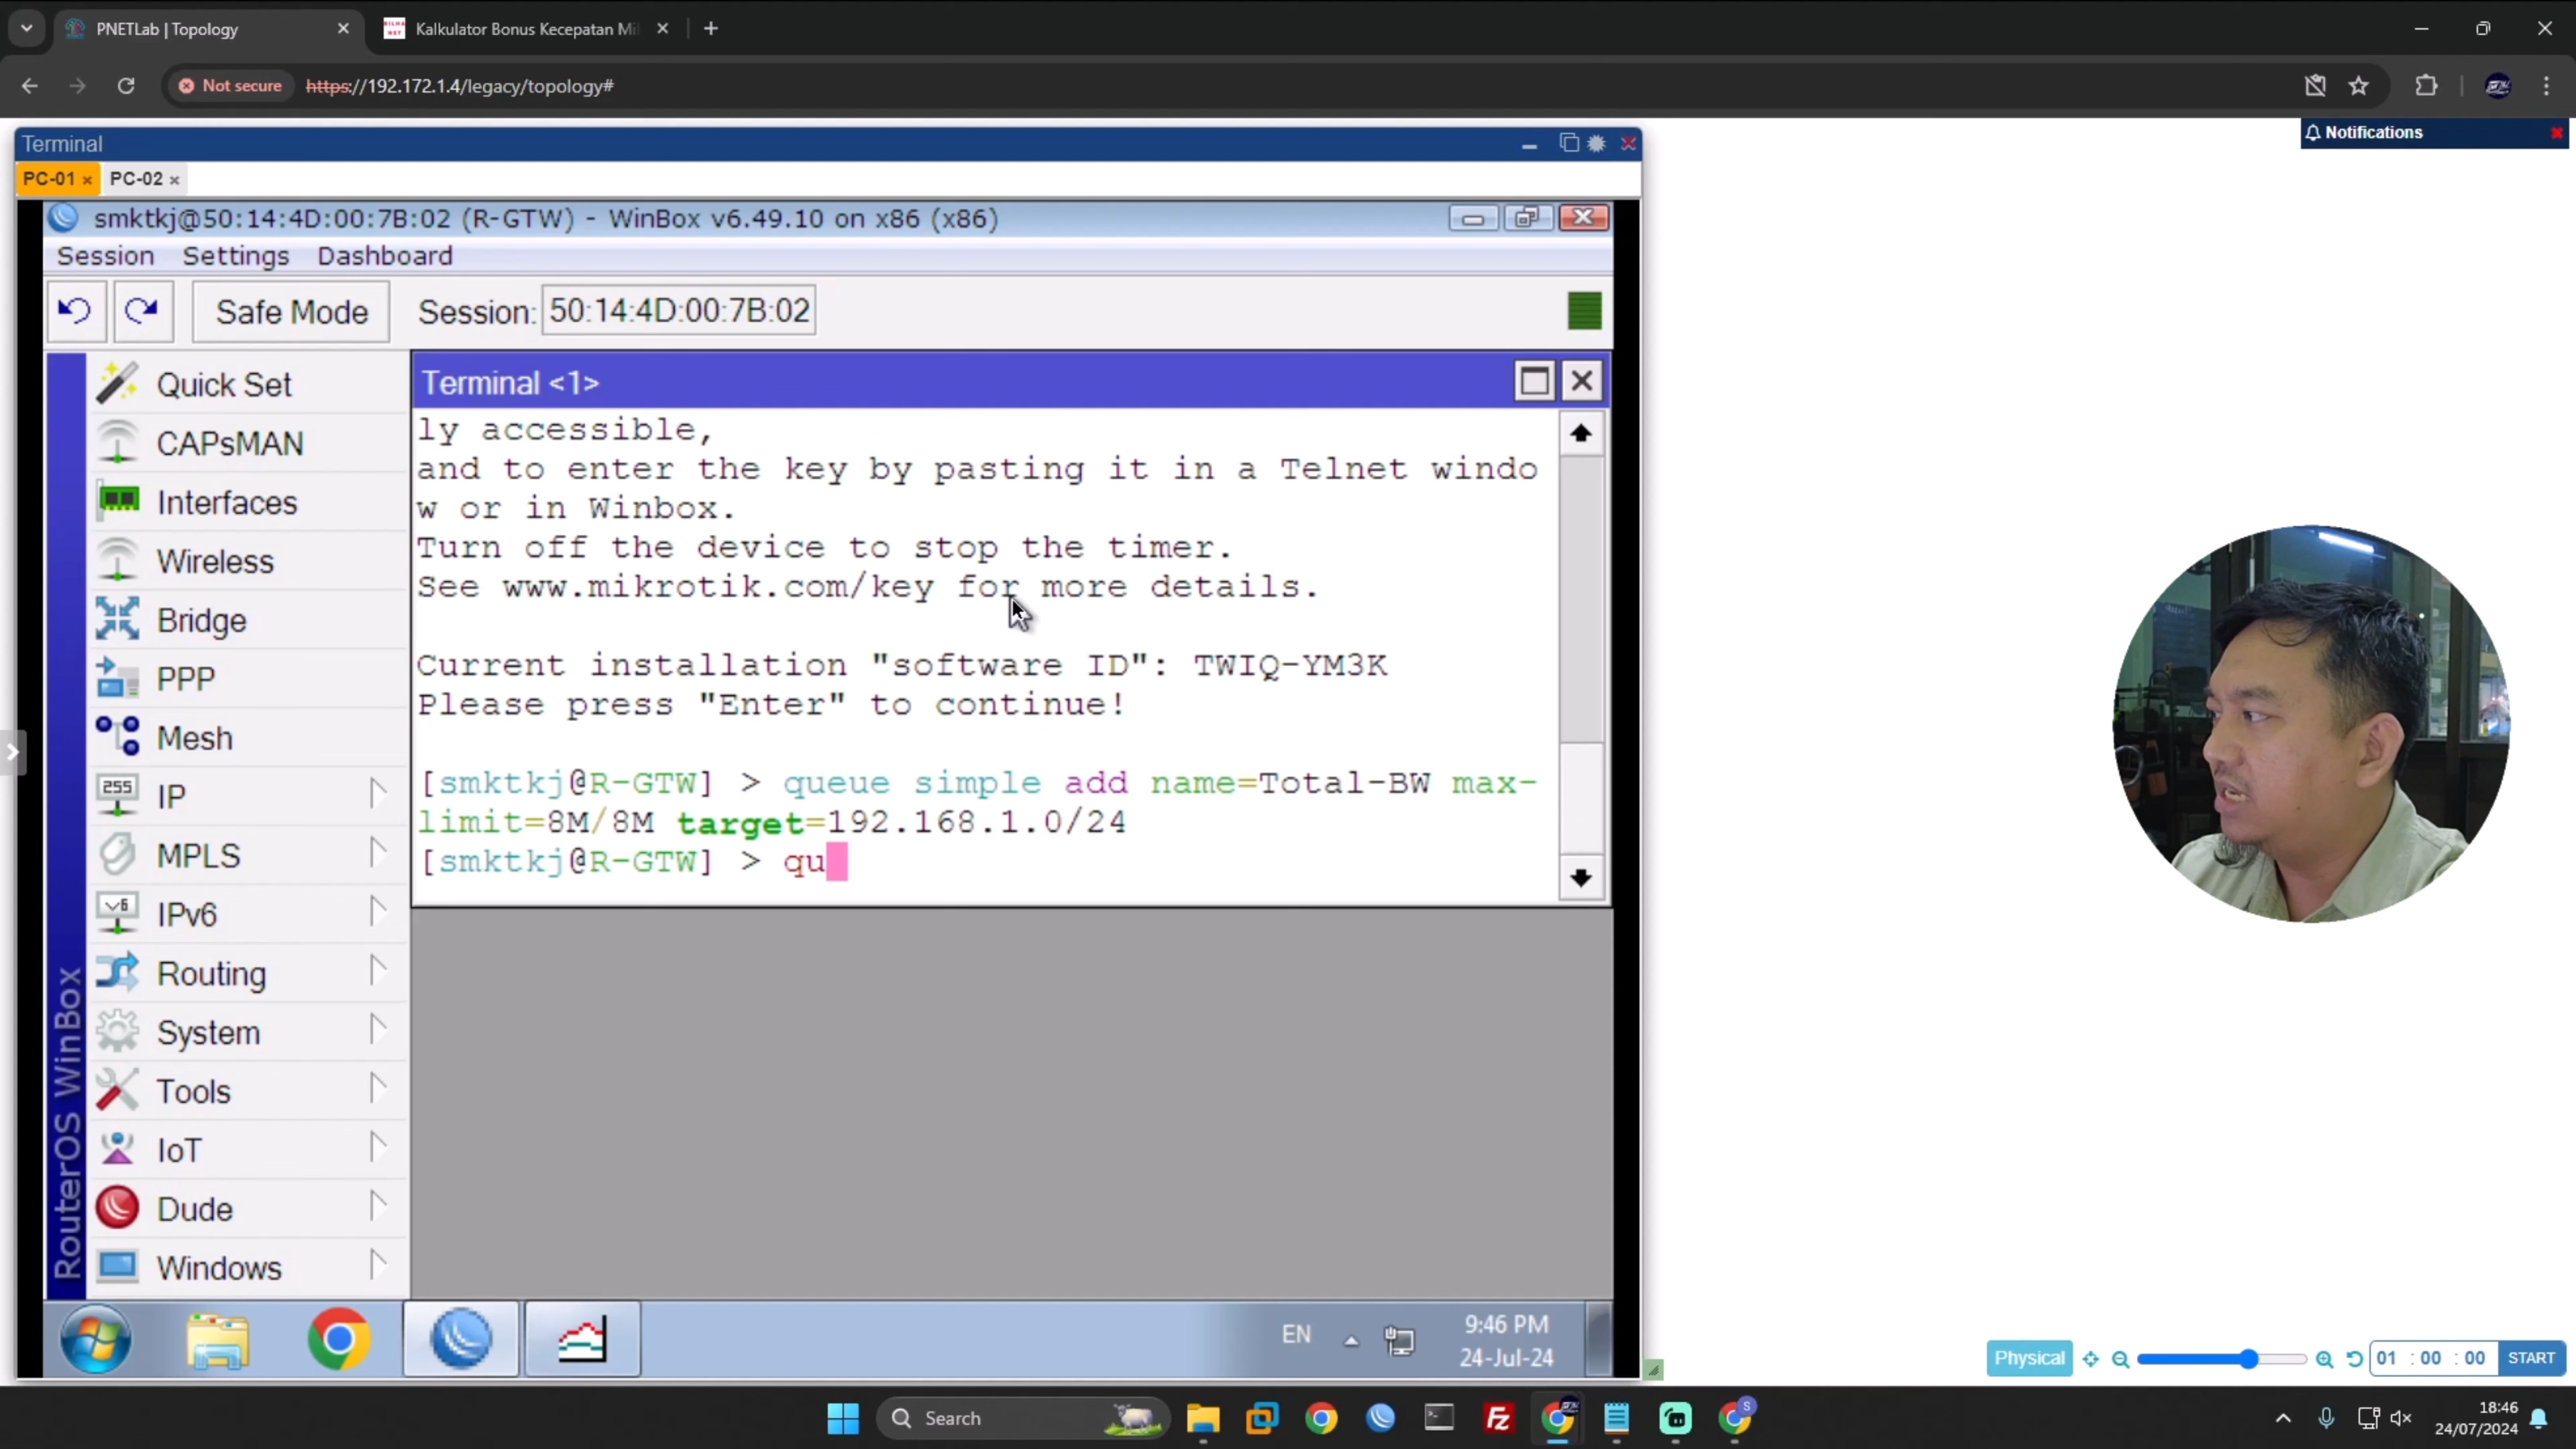 PNETLab | Topology
Kalkulator Bonus Kecepatan Mi
Not secure
https://192.172.1.4/legacy/topology#
Notifications
Terminal
PC-01
PC-02
smktkj@50:14:4D:00:7B:02 (R-GTW) - WinBox v6.49.10 on x86 (x86)
Session Settings Dashboard
Safe Mode
Session: 50:14:4D:00:7B:02
Quick Set
CAPsMAN
Interfaces
Wireless
Bridge
PPP
Mesh
255 IP
MPLS
v6 IPv6
Routing
System
Tools
IoT
Dude
Windows
RouterOS WinBox
Terminal <1>
ly accessible,
and to enter the key by pasting it in a Telnet windo
w or in Winbox.
Turn off the device to stop the timer.
See www.mikrotik.com/key for more details.
Current installation "software ID": TWIQ-YM3K
Please press "Enter" to continue!
[smktkj@R-GTW] > queue simple add name=Total-BW max-
limit=8M/8M target=192.168.1.0/24
[smktkj@R-GTW] > qu
EN
9:46 PM
24-Jul-24
Physical
01 : 00 : 00
START
Search
18:46
24/07/2024